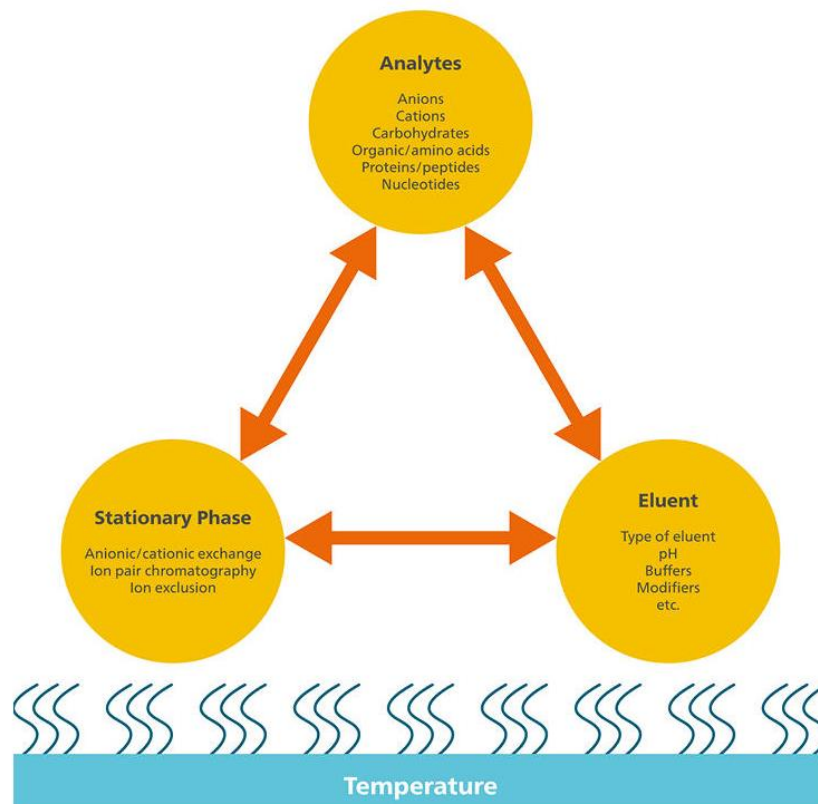 Analytes
Anions
Cations
Carbohydrates
Organic/amino acids
Proteins/peptides
Nucleotides
Stationary Phase
Anionic/cationic exchange
Ion pair chromatography
Ion exclusion
Eluent
Type of eluent
pH
Buffers
Modifiers
etc.
Temperature